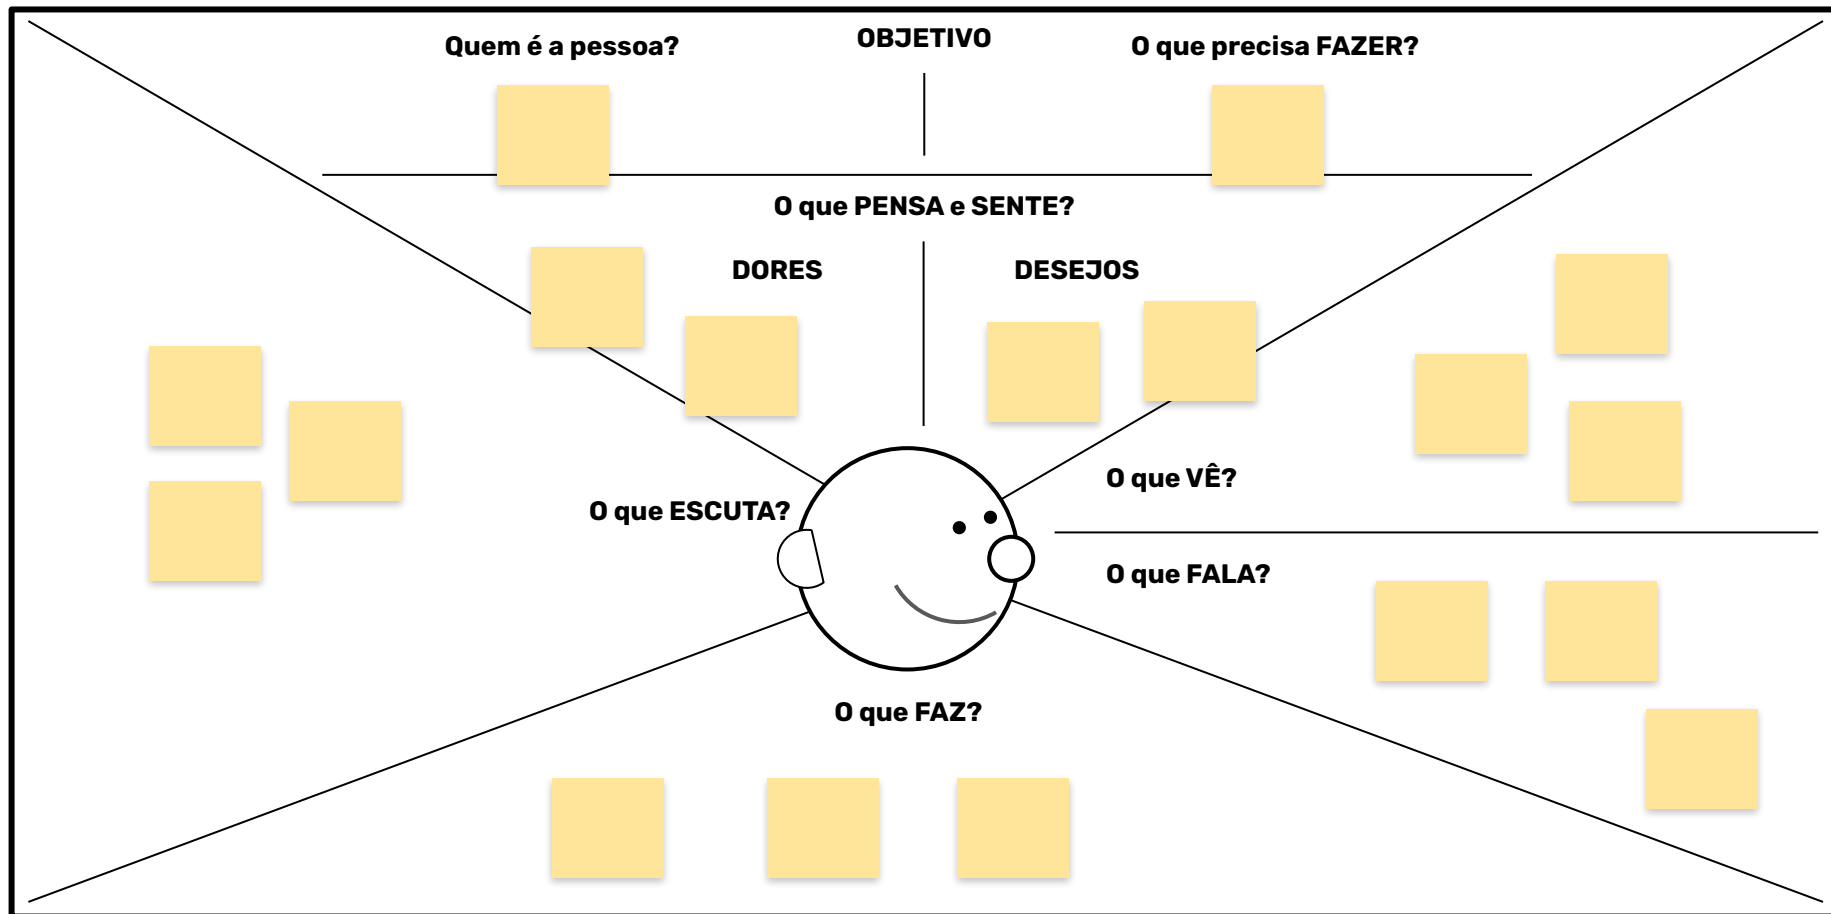 Quem é a pessoa?
OBJETIVO
O que precisa FAZER?
O que PENSA e SENTE?
DORES
DESEJOS
O que ESCUTA?
O que VÊ?
O que FALA?
O que FAZ?